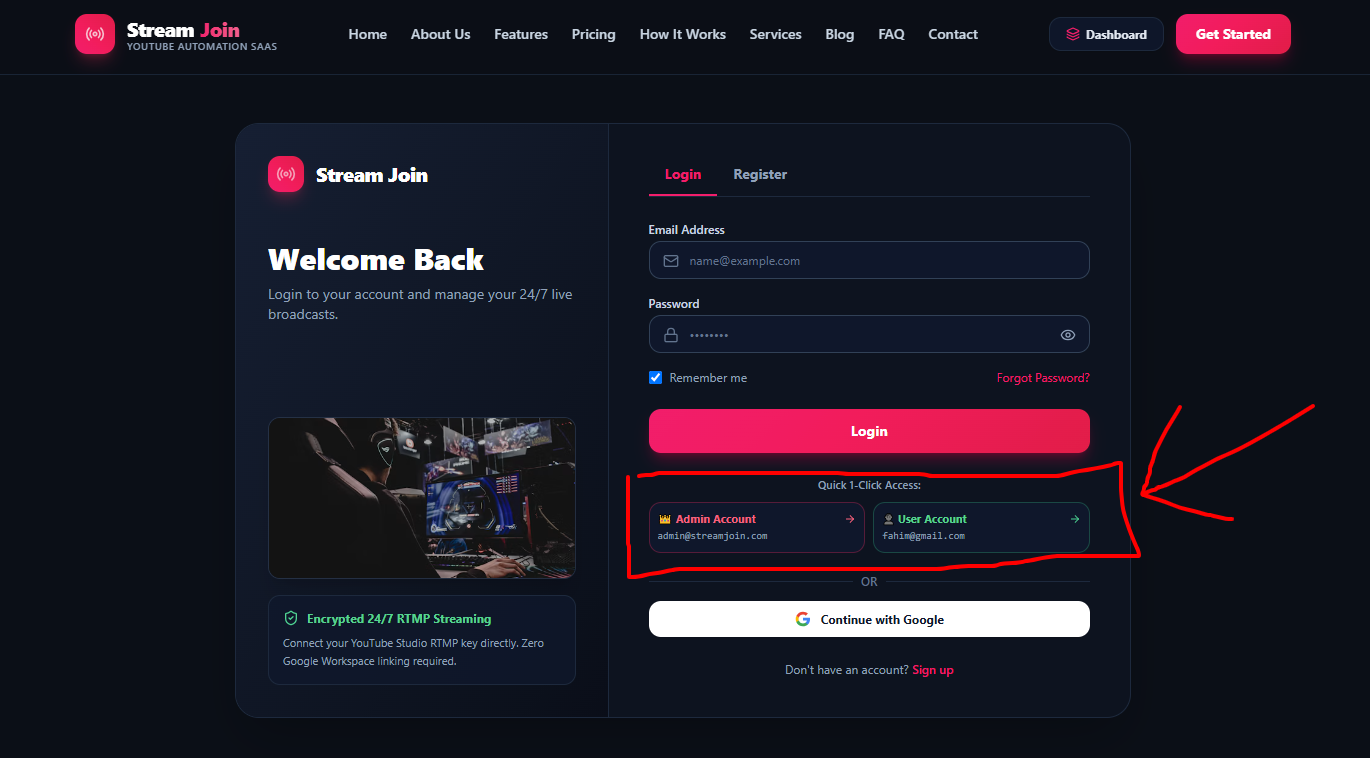 Stream Join
YOUTUBE AUTOMATION SAAS
Home About Us Features Pricing How It Works Services Blog FAQ Contact
Dashboard
Get Started
Stream Join
Welcome Back
Login to your account and manage your 24/7 live
broadcasts.
Encrypted 24/7 RTMP Streaming
Connect your YouTube Studio RTMP key directly. Zero
Google Workspace linking required.
Login Register
Email Address
name@example.com
Password
••••••••
Remember me Forgot Password?
Login
Quick 1-Click Access:
Admin Account →
admin@streamjoin.com
User Account →
fahim@gmail.com
OR
Continue with Google
Don't have an account? Sign up